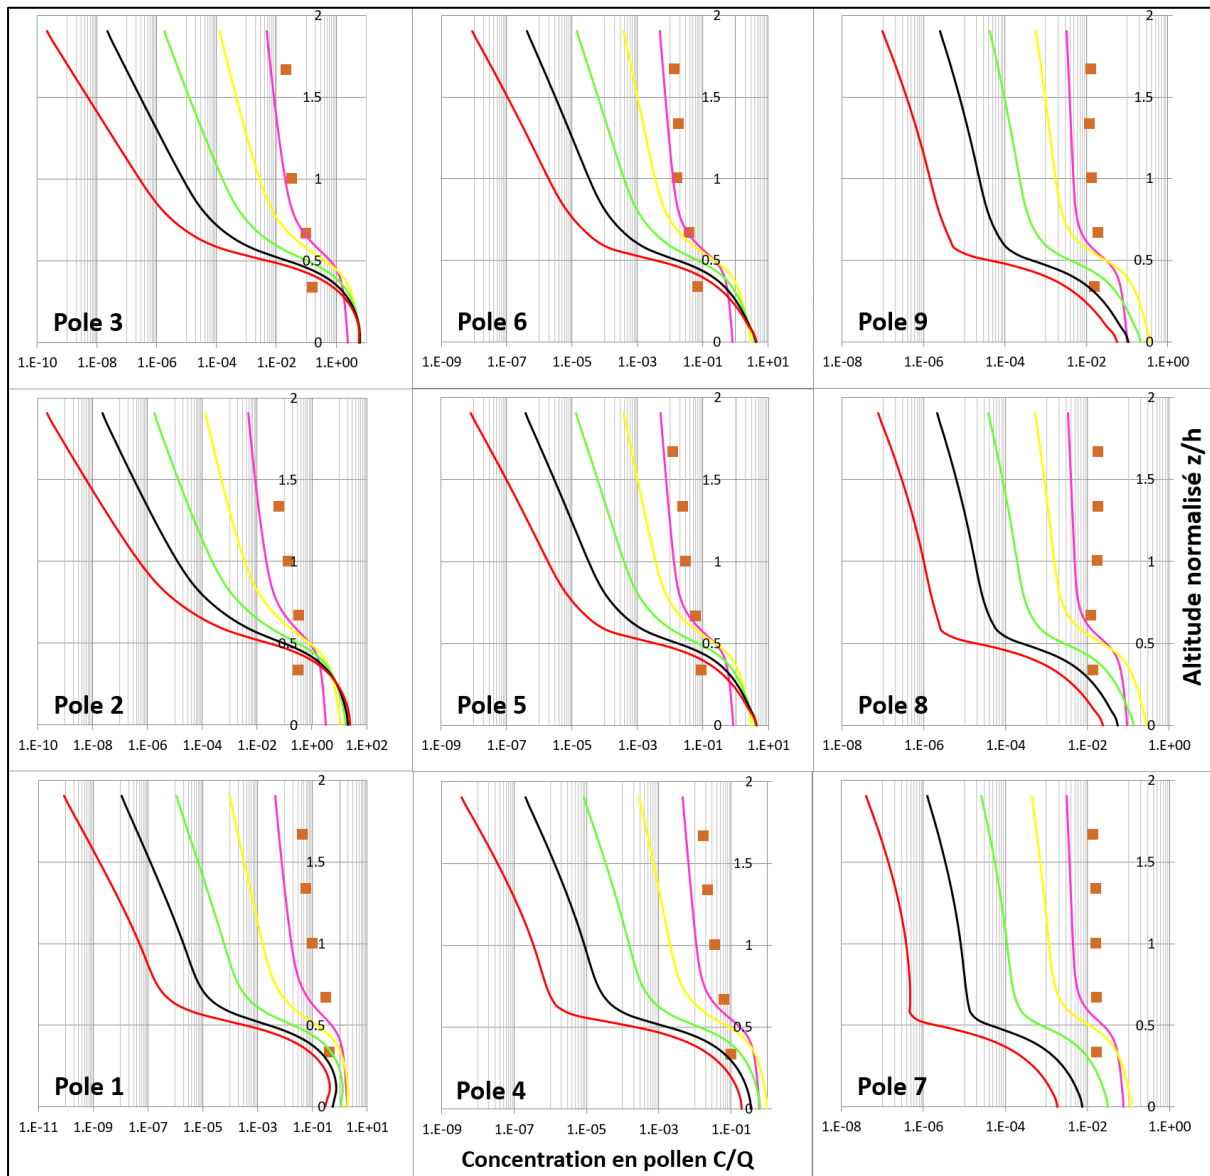 2
1.5
1
0.5
0
Pole 3
1.E-10 1.E-08 1.E-06 1.E-04 1.E-02 1.E+00
2
1.5
1
0.5
0
Pole 6
1.E-09 1.E-07 1.E-05 1.E-03 1.E-01 1.E+01
2
1.5
1
0.5
0
Pole 9
1.E-08 1.E-06 1.E-04 1.E-02 1.E+00
2
1.5
1
0.5
0
Pole 2
1.E-10 1.E-08 1.E-06 1.E-04 1.E-02 1.E+00 1.E+02
2
1.5
1
0.5
0
Pole 5
1.E-09 1.E-07 1.E-05 1.E-03 1.E-01 1.E+01
2
1.5
1
0.5
0
Pole 8
1.E-08 1.E-06 1.E-04 1.E-02 1.E+00
Altitude normalisé z/h
2
1.5
1
0.5
0
Pole 1
1.E-11 1.E-09 1.E-07 1.E-05 1.E-03 1.E-01 1.E+01
2
1.5
1
0.5
0
Pole 4
1.E-09 1.E-07 1.E-05 1.E-03 1.E-01
2
1.5
1
0.5
0
Pole 7
1.E-08 1.E-06 1.E-04 1.E-02 1.E+00
Concentration en pollen C/Q